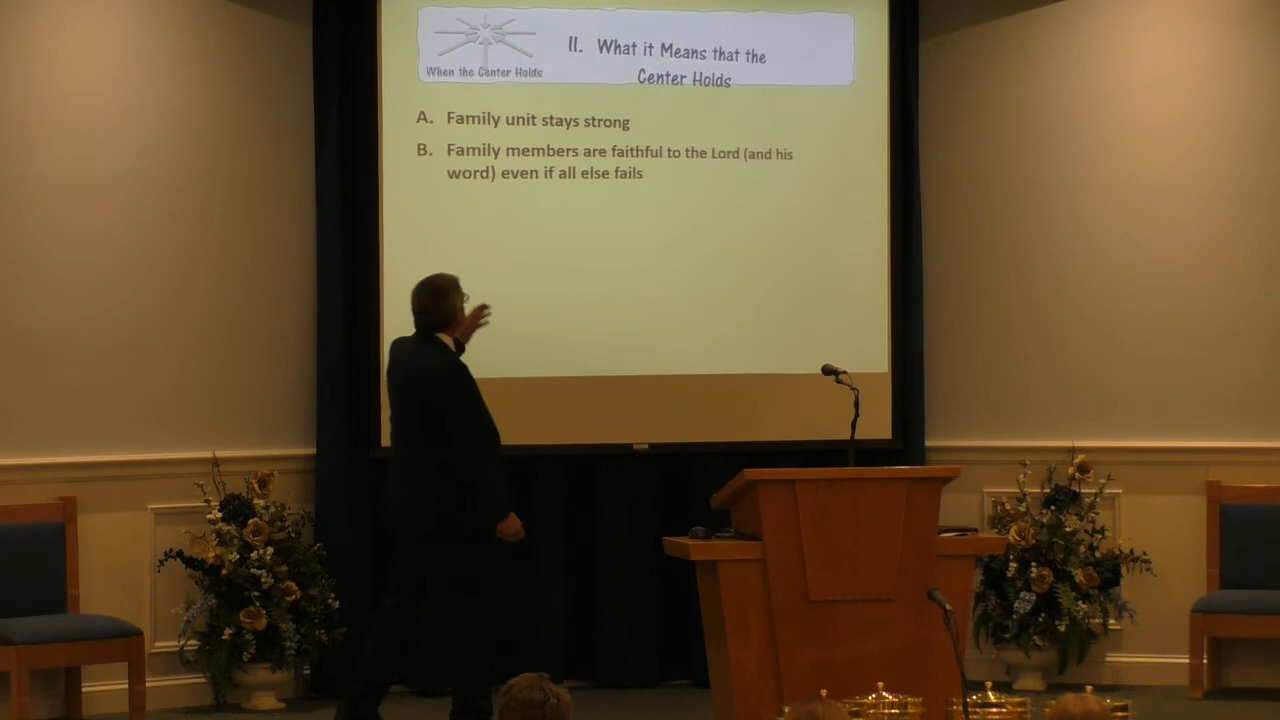 When the Center Holds
II. What it Means that the
Center Holds
A. Family unit stays strong
B. Family members are faithful to the Lord (and his
word) even if all else fails